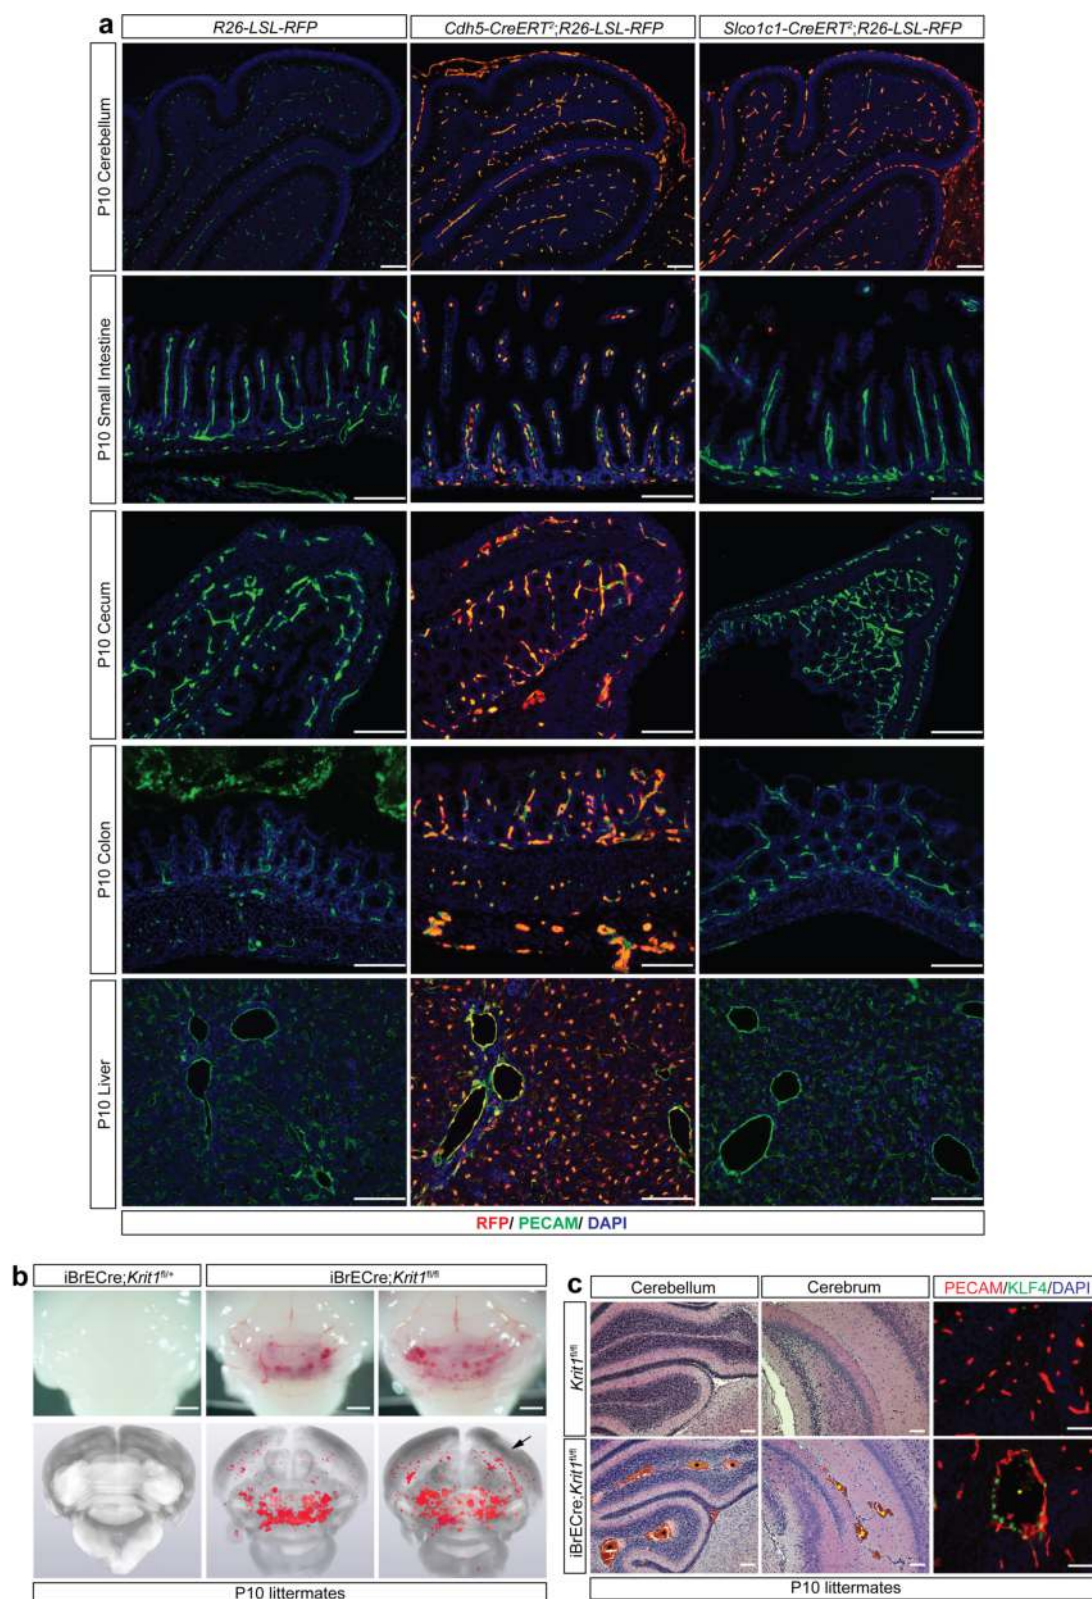 a
R26-LSL-RFP
Cdh5-CreERT²;R26-LSL-RFP
Slco1c1-CreERT²;R26-LSL-RFP
P10 Cerebellum
P10 Small Intestine
P10 Cecum
P10 Colon
P10 Liver
RFP/ PECAM/ DAPI
b
iBrECre;Krit1fl/+
iBrECre;Krit1fl/fl
P10 littermates
c
Cerebellum
Cerebrum
PECAM/KLF4/DAPI
Krit1fl/fl
iBrECre;Krit1fl/fl
P10 littermates